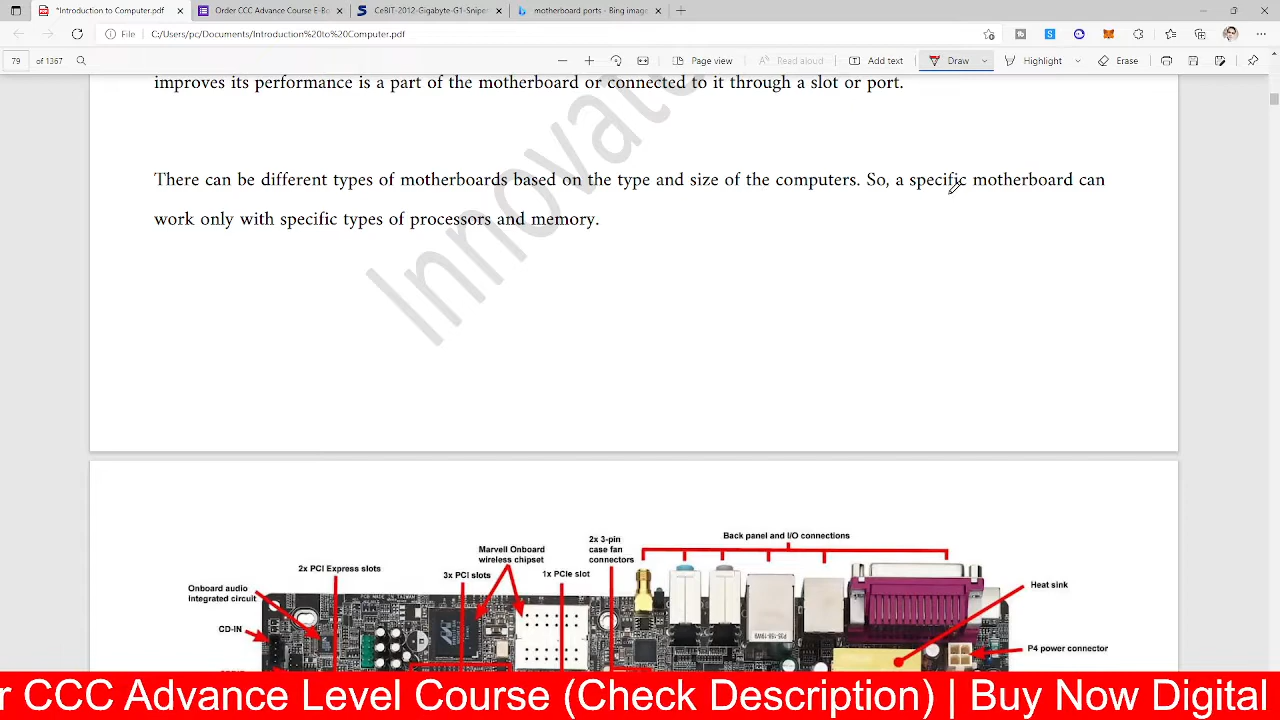 *Introduction to Computer.pdf
Order CCC Advance Course E-Bo
CeBIT-2012-Gigabyte-G1-Sniper
motherboard ports - Bing image
File
C:/Users/pc/Documents/Introduction%20to%20Computer.pdf
79 of 1367
Page view
Read aloud
Add text
Draw
Highlight
Erase
improves its performance is a part of the motherboard or connected to it through a slot or port.
There can be different types of motherboards based on the type and size of the computers. So, a specific motherboard can
work only with specific types of processors and memory.
Innovat
Back panel and I/O connections
2x 3-pin
case fan
connectors
Marvell Onboard
wireless chipset
2x PCI Express slots
3x PCI slots
1x PCIe slot
Onboard audio
Integrated circuit
Heat sink
CD-IN
P4 power connector
r CCC Advance Level Course (Check Description) | Buy Now Digital